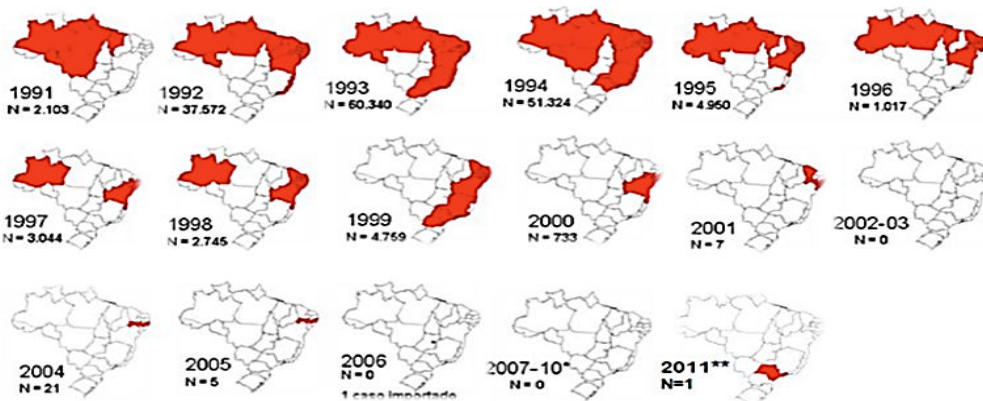 1991
N = 2.103
1992
N = 37.572
1993
N = 60.340
1994
N = 51.324
1995
N = 4.950
1996
N = 1.017
1997
N = 3.044
1998
N = 2.745
1999
N = 4.759
2000
N = 733
2001
N = 7
2002-03
N = 0
2004
N = 21
2005
N = 5
2006
N = 0
1 caso importado
2007-10*
N = 0
2011**
N=1